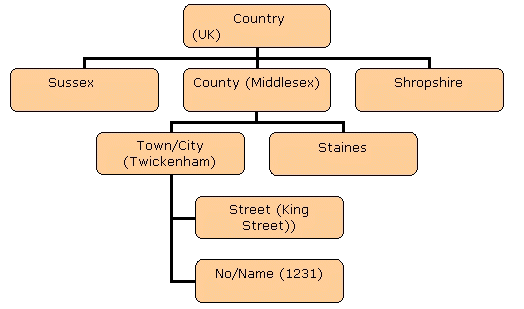 Country
(UK)
Sussex
County (Middlesex)
Shropshire
Town/City
(Twickenham)
Staines
Street (King
Street))
No/Name (1231)